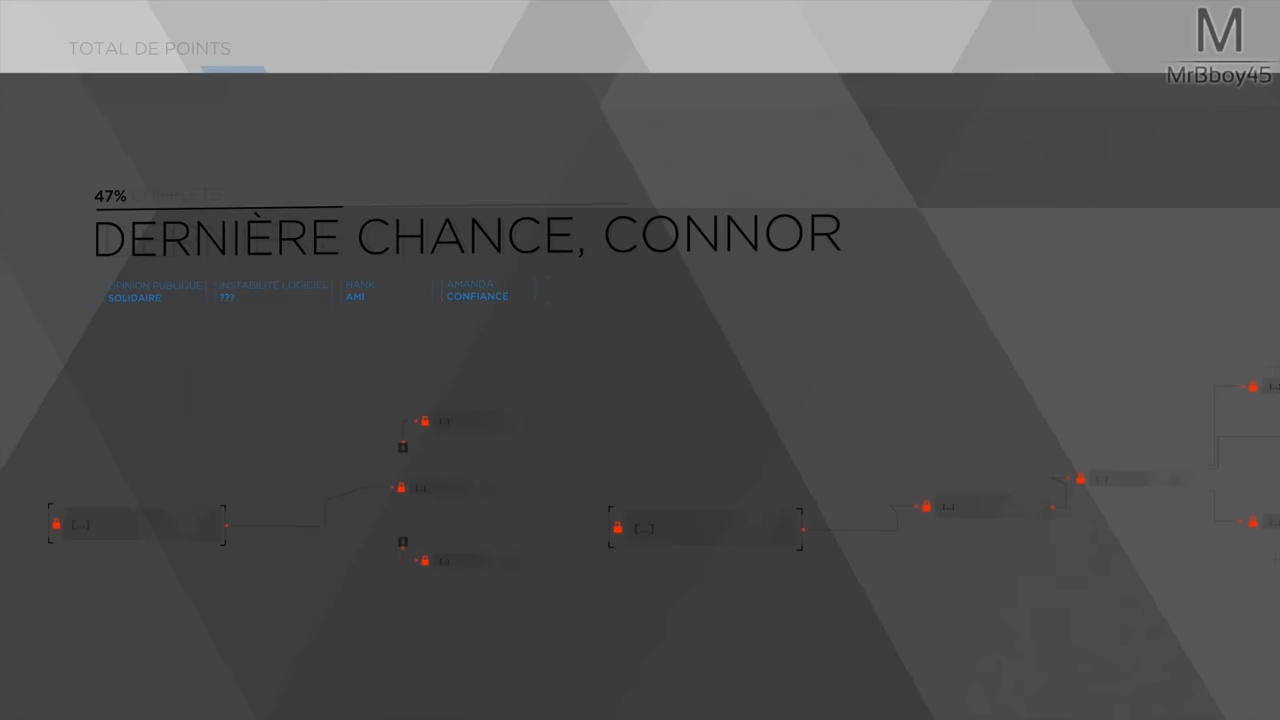 TOTAL DE POINTS
M
MrBboy45
47%
DERNIÈRE CHANCE, CONNOR
OPINION PUBLIQUE INSTABILITÉ LOGICIEL HANK AMANDA
SOLIDAIRE ??? AMI CONFIANCE
[...]
[...]